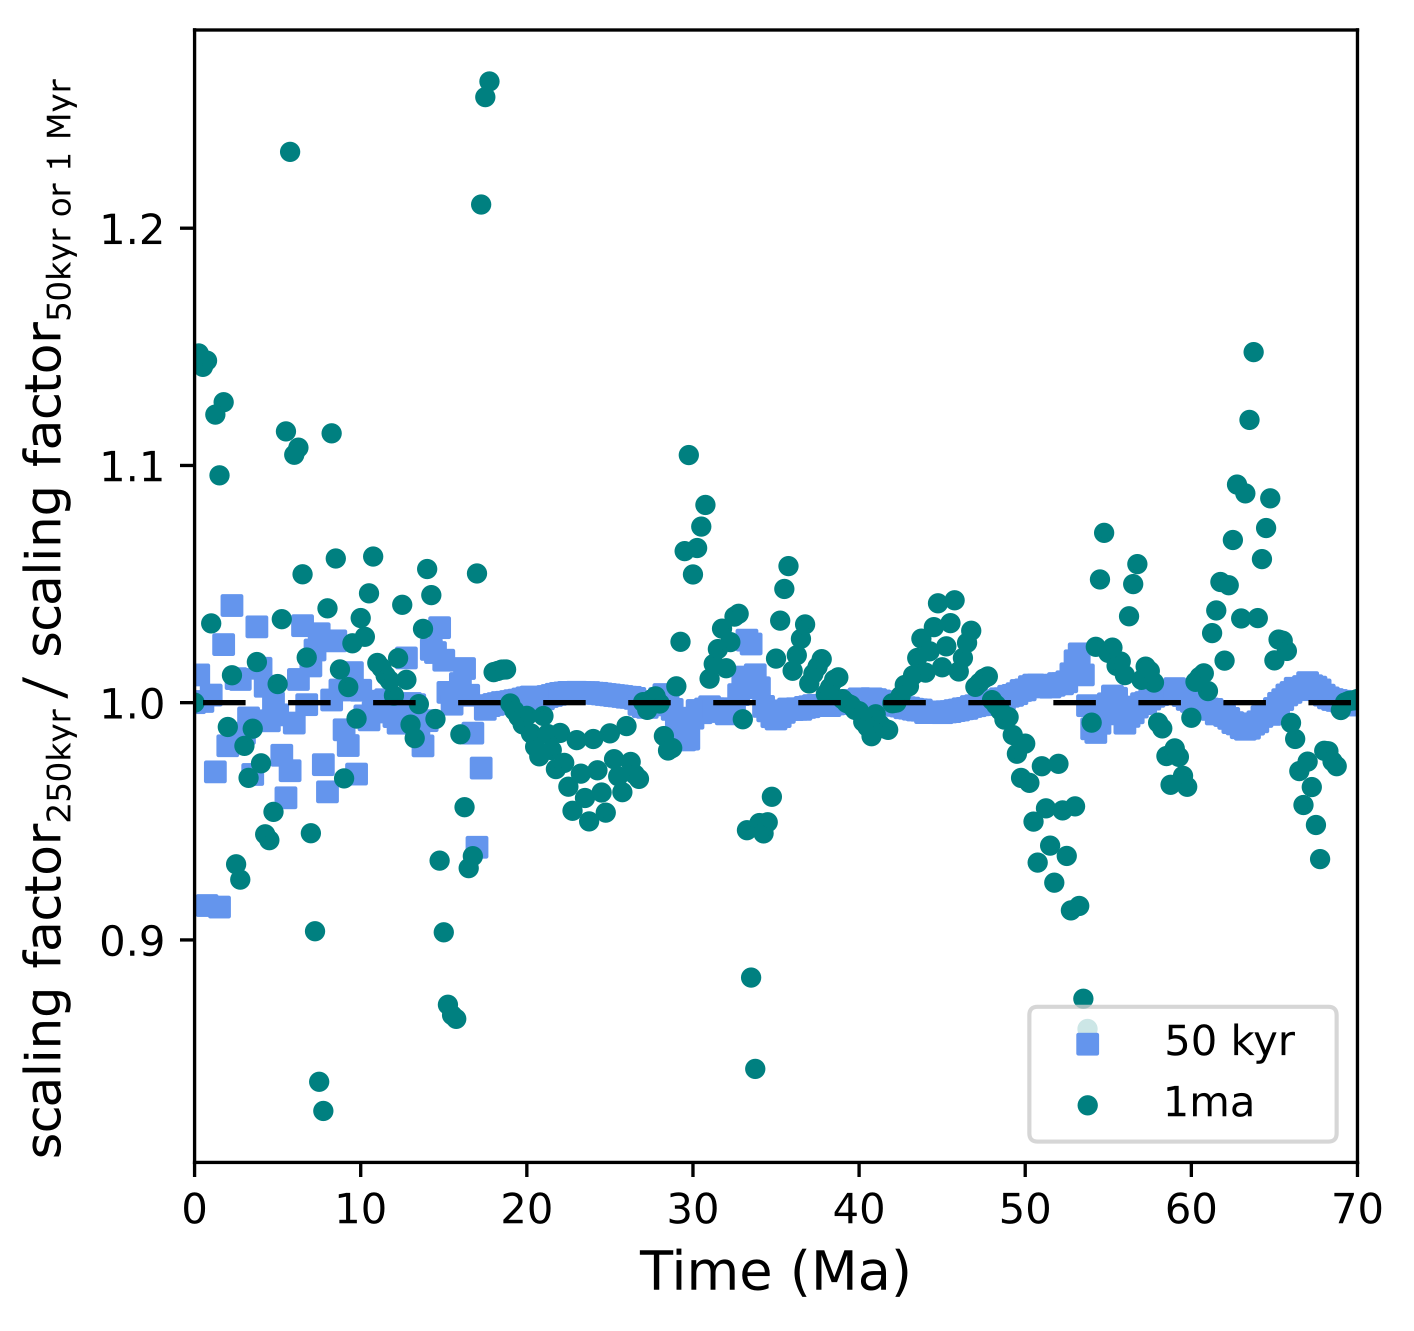 scaling factor250kyr / scaling factor50kyr or 1 Myr
1.2
1.1
1.0
0.9
50 kyr
1ma
0 10 20 30 40 50 60 70
Time (Ma)